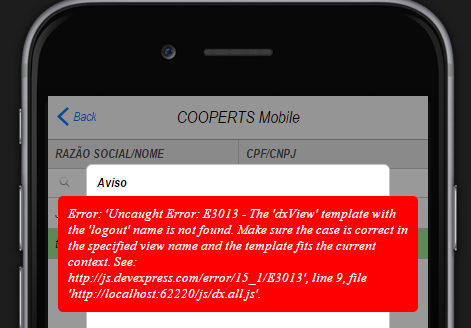 Back
COOPERTS Mobile
RAZÃO SOCIAL/NOME
CPF/CNPJ
Aviso
Error: 'Uncaught Error: E3013 - The 'dxView' template with
the 'logout' name is not found. Make sure the case is correct in
the specified view name and the template fits the current
context. See:
http://js.devexpress.com/error/15_1/E3013', line 9, file
'http://localhost:62220/js/dx.all.js'.